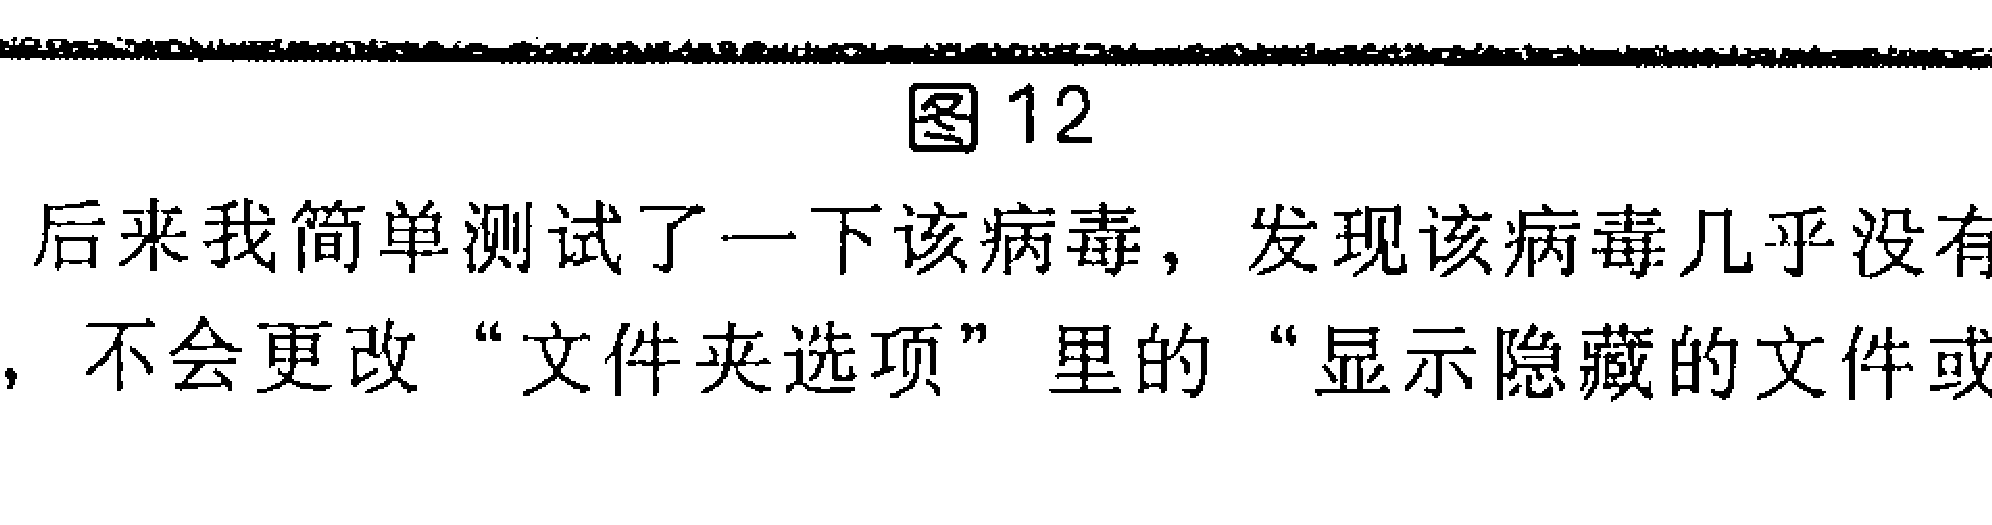 图 12
后来我简单测试了一下该病毒，发现该病毒几乎没有
，不会更改“文件夹选项”里的“显示隐藏的文件或